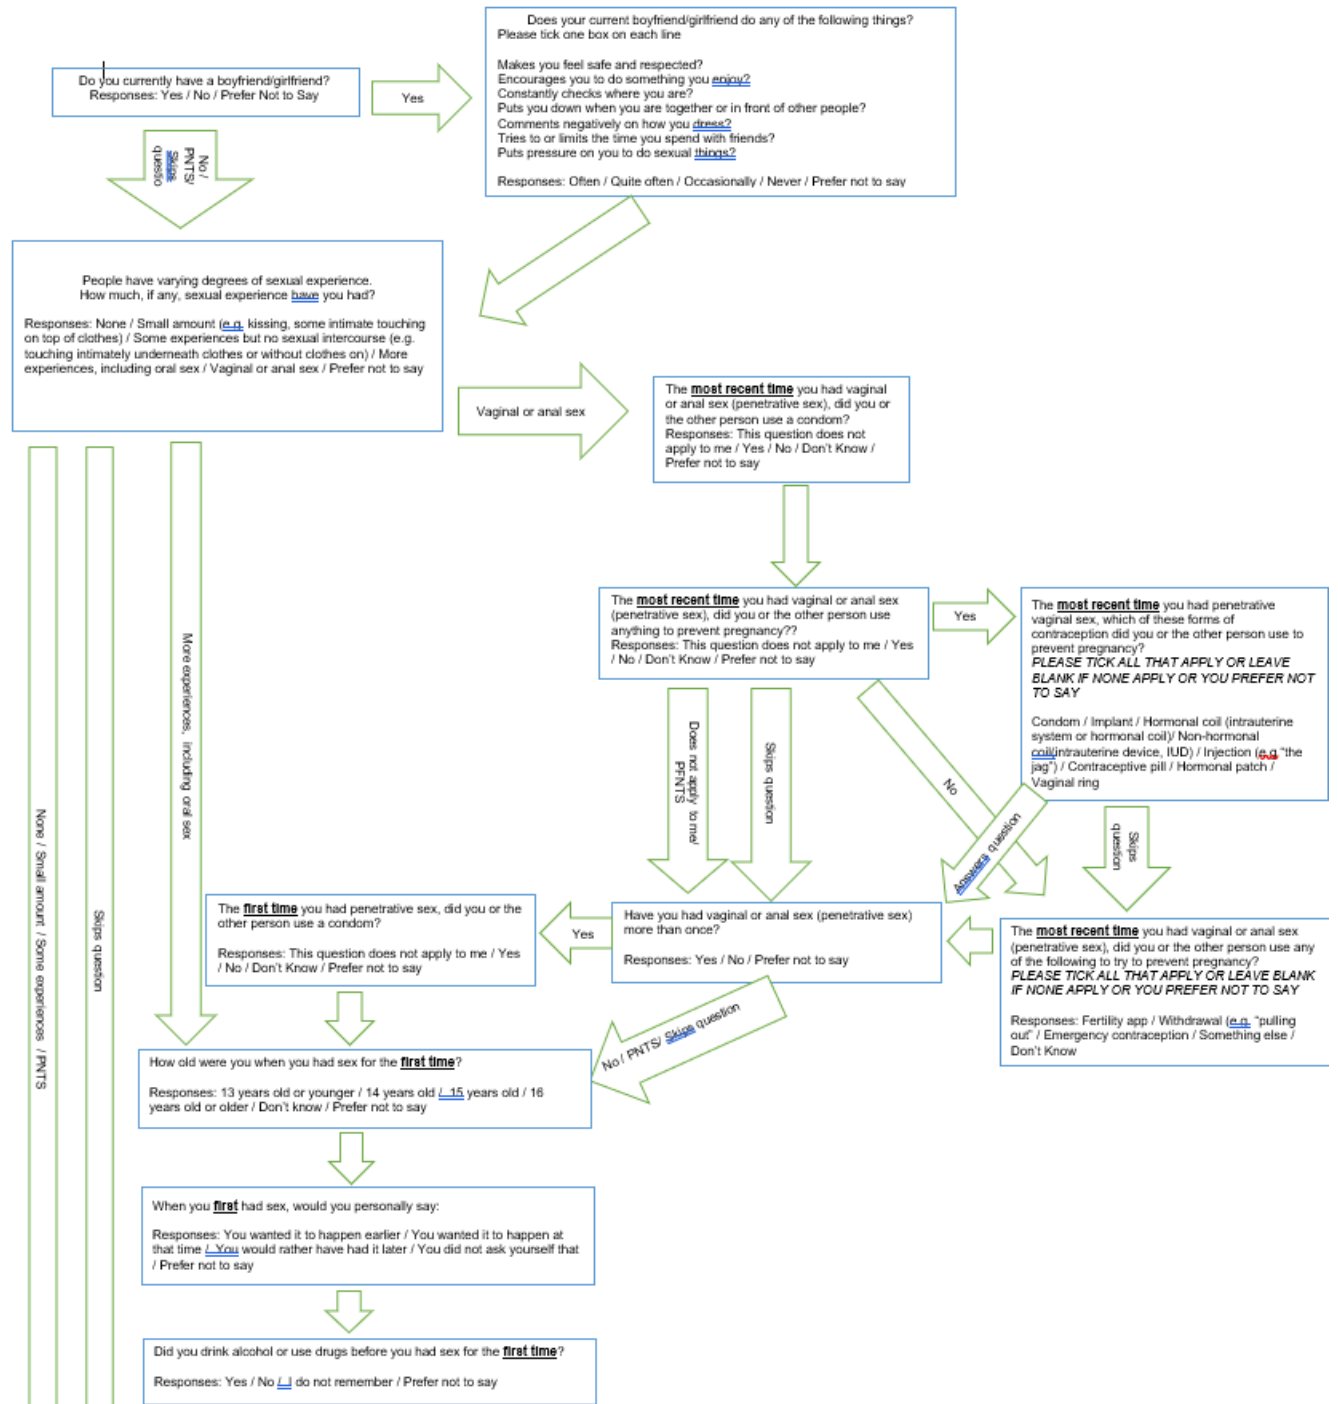 Does your current boyfriend/girlfriend do any of the following things?
Please tick one box on each line
Makes you feel safe and respected?
Encourages you to do something you enjoy?
Constantly checks where you are?
Puts you down when you are together or in front of other people?
Comments negatively on how you dress?
Tries to or limits the time you spend with friends?
Puts pressure on you to do sexual things?
Responses: Often / Quite often / Occasionally / Never / Prefer not to say
Do you currently have a boyfriend/girlfriend?
Responses: Yes / No / Prefer Not to Say
Yes
No /
PNTS/
Skips
questio
People have varying degrees of sexual experience.
How much, if any, sexual experience have you had?
Responses: None / Small amount (e.g. kissing, some intimate touching
on top of clothes) / Some experiences but no sexual intercourse (e.g.
touching intimately underneath clothes or without clothes on) / More
experiences, including oral sex / Vaginal or anal sex / Prefer not to say
Vaginal or anal sex
The most recent time you had vaginal
or anal sex (penetrative sex), did you or
the other person use a condom?
Responses: This question does not
apply to me / Yes / No / Don't Know /
Prefer not to say
The most recent time you had vaginal or anal sex
(penetrative sex), did you or the other person use
anything to prevent pregnancy??
Responses: This question does not apply to me / Yes
/ No / Don't Know / Prefer not to say
Yes
The most recent time you had penetrative
vaginal sex, which of these forms of
contraception did you or the other person use to
prevent pregnancy?
PLEASE TICK ALL THAT APPLY OR LEAVE
BLANK IF NONE APPLY OR YOU PREFER NOT
TO SAY
Condom / Implant / Hormonal coil (intrauterine
system or hormonal coil)/ Non-hormonal
coil(intrauterine device, IUD) / Injection (e.g "the
jag") / Contraceptive pill / Hormonal patch /
Vaginal ring
More experiences, including oral sex
Does not apply to me/
PFNTS
Skips question
No
Answers question
Skips
question
None / Small amount / Some experiences / PNTS
Skips question
The first time you had penetrative sex, did you or the
other person use a condom?
Responses: This question does not apply to me / Yes
/ No / Don't Know / Prefer not to say
Yes
Have you had vaginal or anal sex (penetrative sex)
more than once?
Responses: Yes / No / Prefer not to say
The most recent time you had vaginal or anal sex
(penetrative sex), did you or the other person use any
of the following to try to prevent pregnancy?
PLEASE TICK ALL THAT APPLY OR LEAVE BLANK
IF NONE APPLY OR YOU PREFER NOT TO SAY
Responses: Fertility app / Withdrawal (e.g. "pulling
out" / Emergency contraception / Something else /
Don't Know
No / PNTS/ Skips question
How old were you when you had sex for the first time?
Responses: 13 years old or younger / 14 years old / 15 years old / 16
years old or older / Don't know / Prefer not to say
When you first had sex, would you personally say:
Responses: You wanted it to happen earlier / You wanted it to happen at
that time / You would rather have had it later / You did not ask yourself that
/ Prefer not to say
Did you drink alcohol or use drugs before you had sex for the first time?
Responses: Yes / No / I do not remember / Prefer not to say